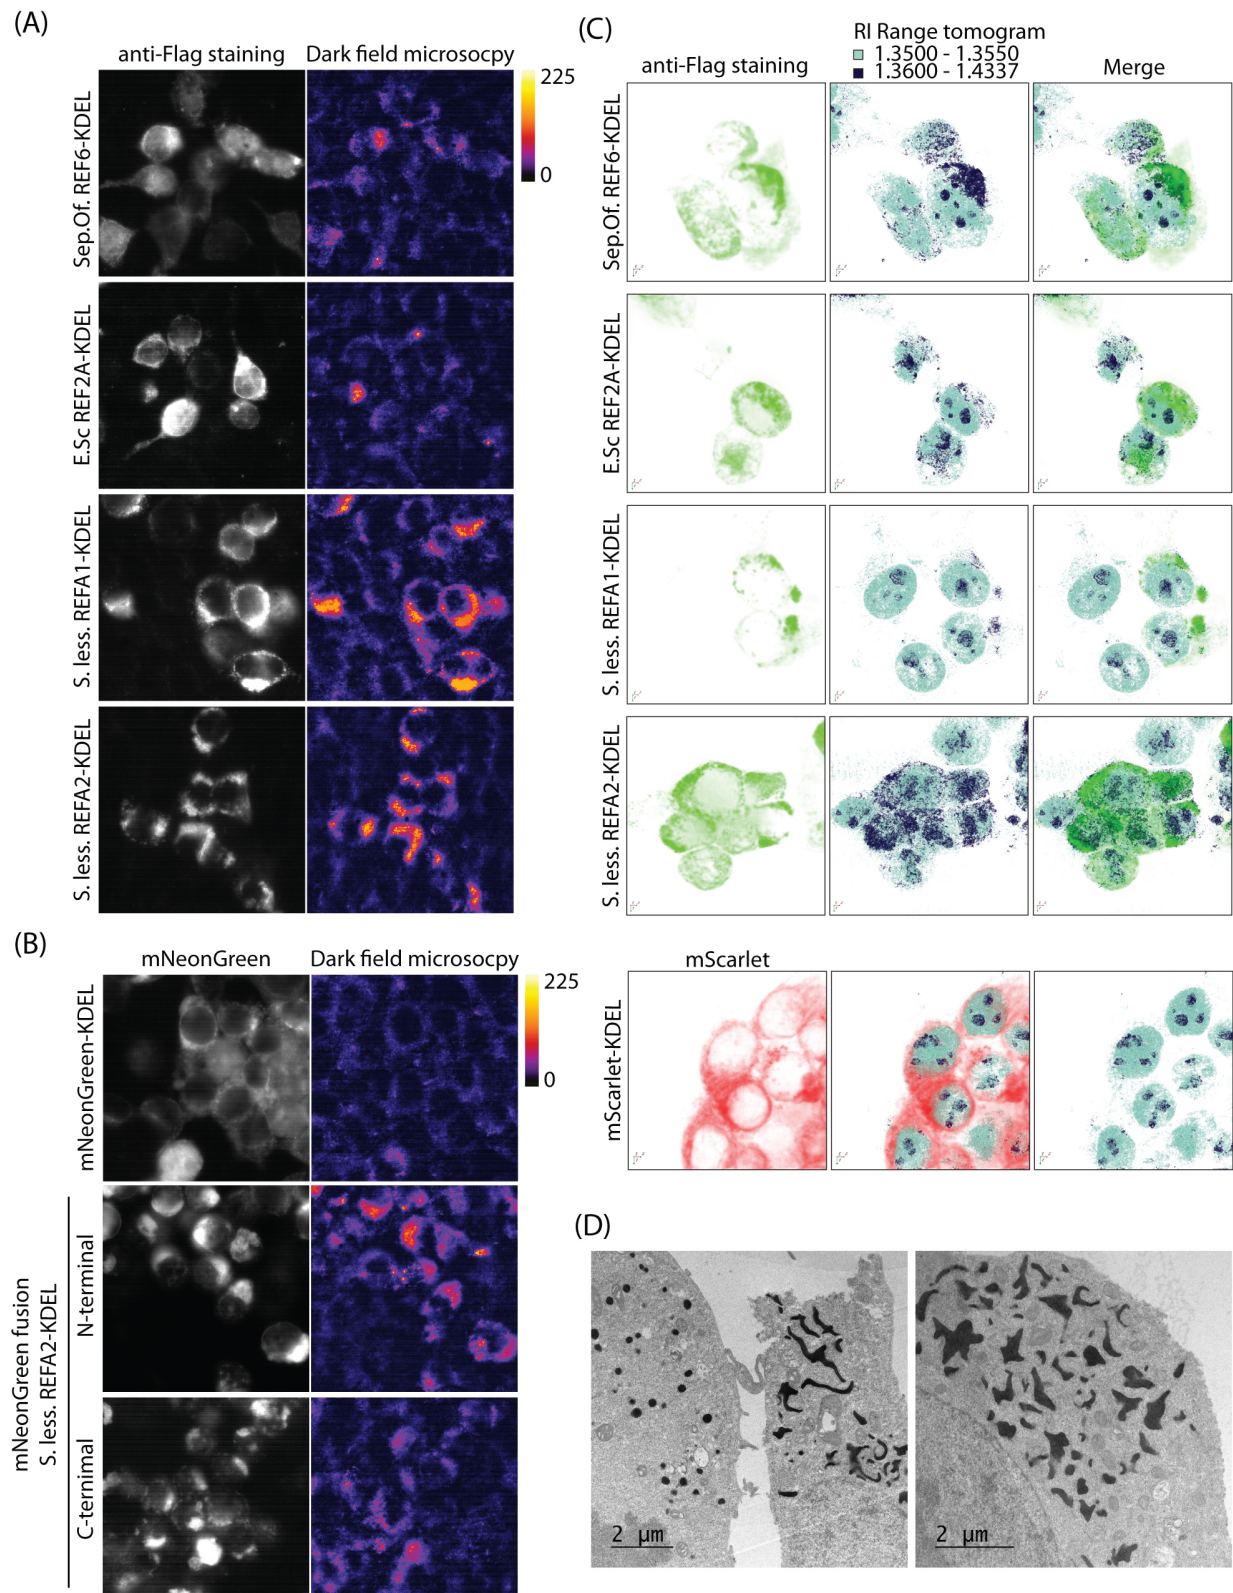 (A)
anti-Flag staining
Dark field microsocpy
225
0
Sep.Of. REF6-KDEL
E.Sc REF2A-KDEL
S. less. REFA1-KDEL
S. less. REFA2-KDEL
(B)
mNeonGreen
Dark field microsocpy
225
0
mNeonGreen-KDEL
mNeonGreen fusion
S. less. REFA2-KDEL
N-terminal
C-ternimal
(C)
RI Range tomogram
1.3500 - 1.3550
1.3600 - 1.4337
anti-Flag staining
Merge
Sep.Of. REF6-KDEL
E.Sc REF2A-KDEL
S. less. REFA1-KDEL
S. less. REFA2-KDEL
mScarlet
mScarlet-KDEL
(D)
2 µm
2 µm